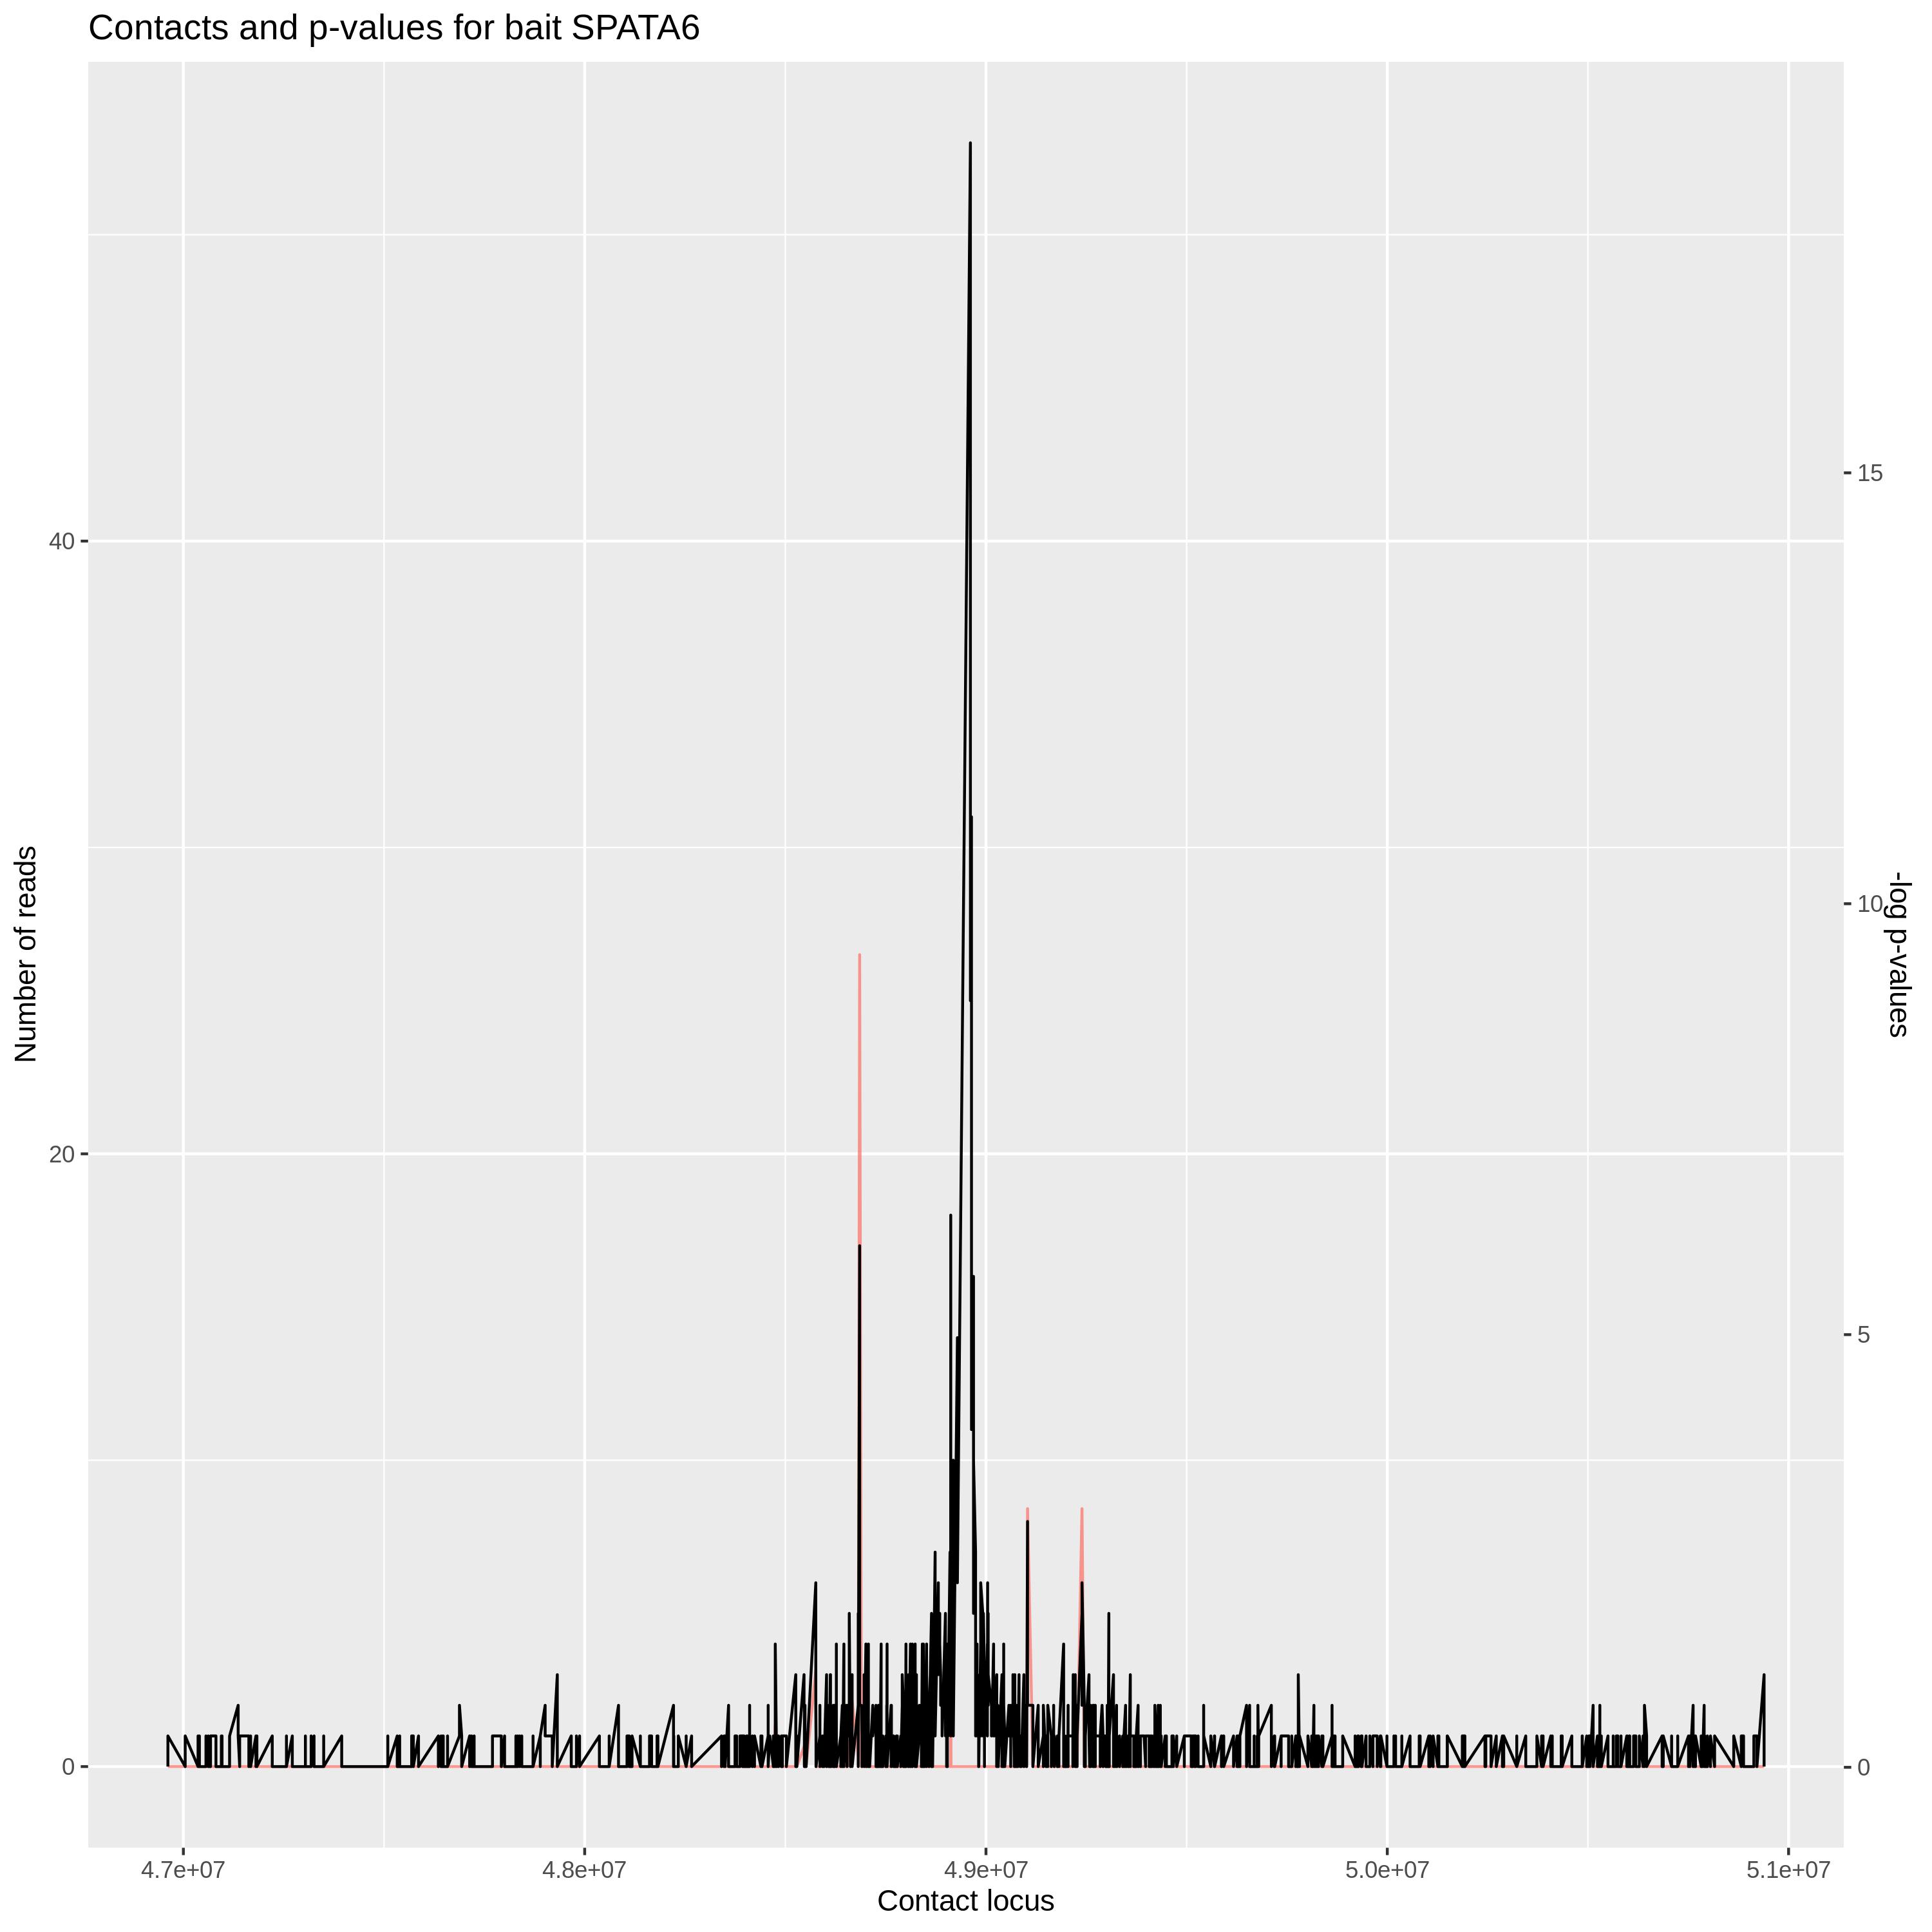 Contacts and p-values for bait SPATA6
Number of reads
40
20
0
15
10
5
0
-log p-values
4.7e+07 4.8e+07 4.9e+07 5.0e+07 5.1e+07
Contact locus